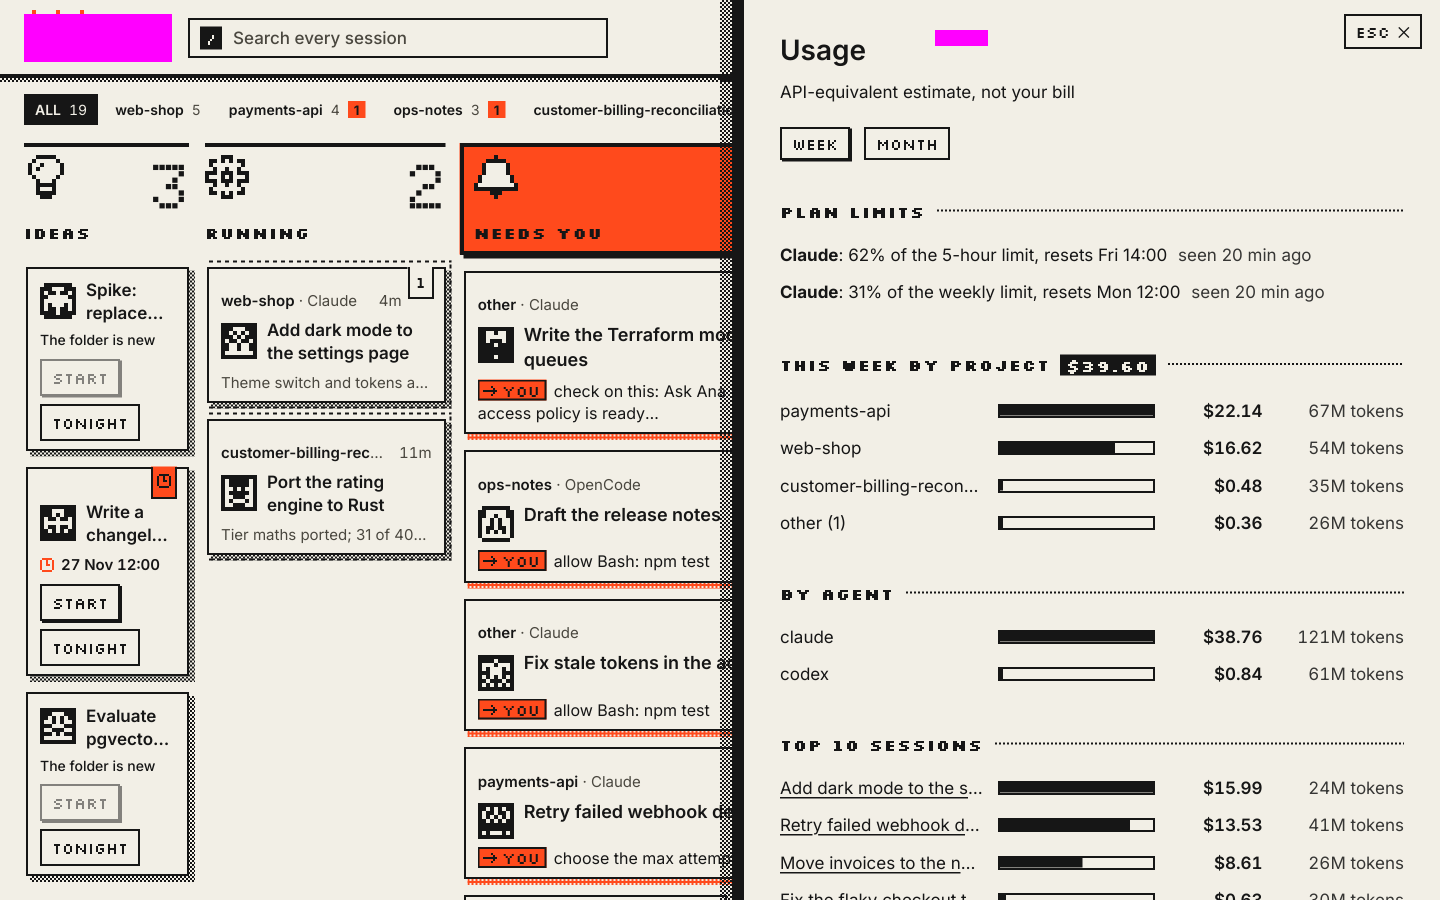 / Search every session
ALL 19 web-shop 5 payments-api 4 1 ops-notes 3 1
3
IDEAS
Spike:
replace…
The folder is new
START
TONIGHT
Write a
changel…
27 Nov 12:00
START
TONIGHT
Evaluate
pgvecto…
The folder is new
START
TONIGHT
2
RUNNING
1
web-shop · Claude 4m
Add dark mode to
the settings page
Theme switch and tokens a…
customer-billing-rec… 11m
Port the rating
engine to Rust
Tier maths ported; 31 of 40…
NEEDS YOU
other · Claude
Write the Terraform
queues
→ YOU check on this: Ask Ana
access policy is ready…
ops-notes · OpenCode
Draft the release notes
→ YOU allow Bash: npm test
other · Claude
Fix stale tokens in the
→ YOU allow Bash: npm test
payments-api · Claude
Retry failed webhook
→ YOU choose the max
Usage
ESC ×
API-equivalent estimate, not your bill
WEEK MONTH
PLAN LIMITS
Claude: 62% of the 5-hour limit, resets Fri 14:00 seen 20 min ago
Claude: 31% of the weekly limit, resets Mon 12:00 seen 20 min ago
THIS WEEK BY PROJECT $39.60
payments-api $22.14 67M tokens
web-shop $16.62 54M tokens
customer-billing-recon… $0.48 35M tokens
other (1) $0.36 26M tokens
BY AGENT
claude $38.76 121M tokens
codex $0.84 61M tokens
TOP 10 SESSIONS
Add dark mode to the s… $15.99 24M tokens
Retry failed webhook d… $13.53 41M tokens
Move invoices to the n… $8.61 26M tokens
Fix the flaky checkout t… $0.63 30M tokens